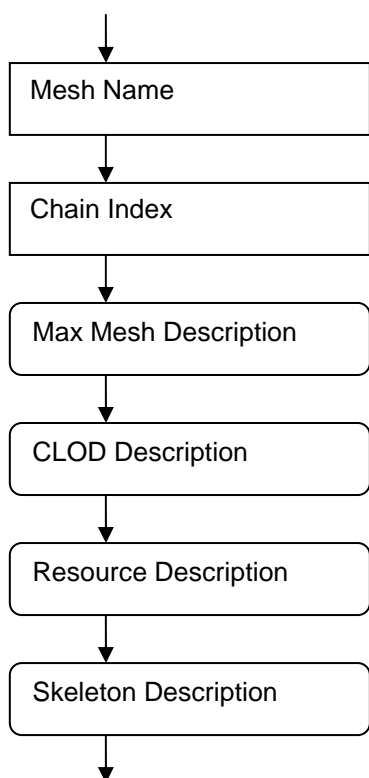 Mesh Name
Chain Index
Max Mesh Description
CLOD Description
Resource Description
Skeleton Description